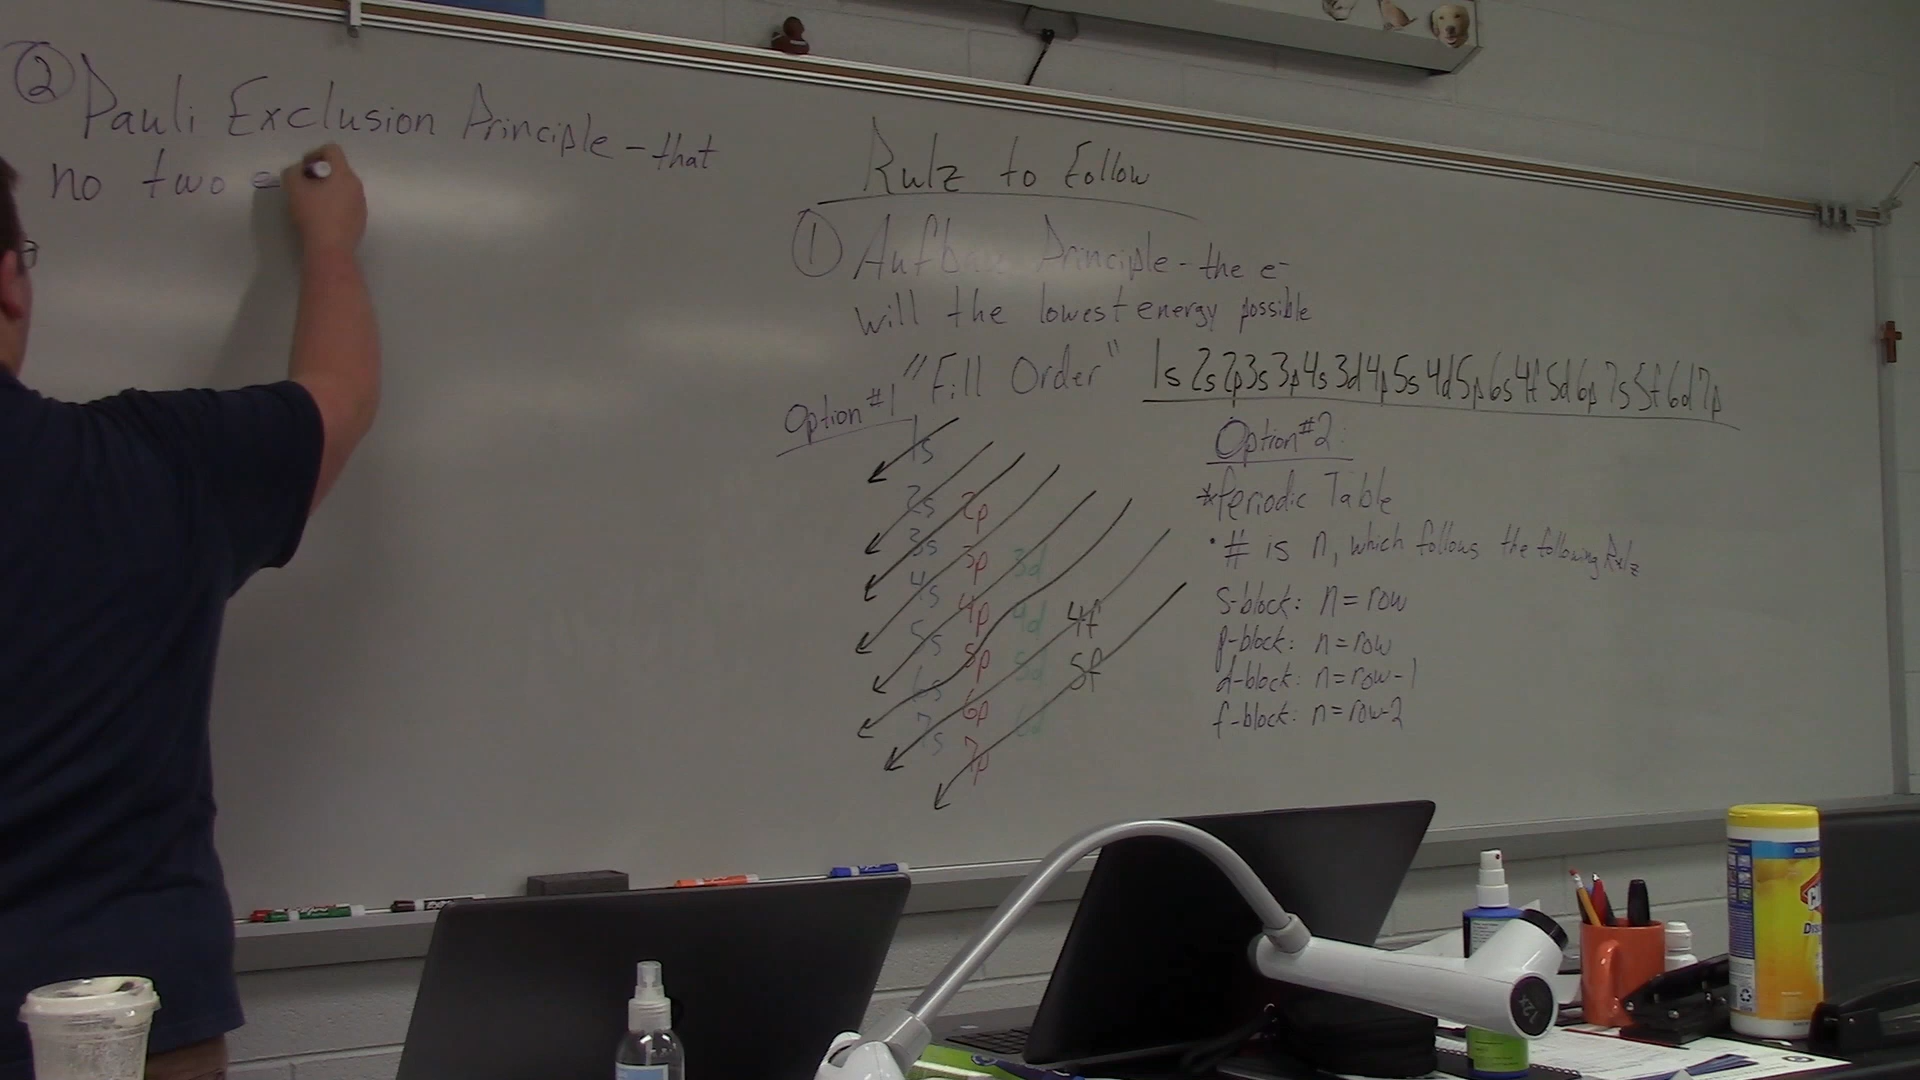 ② Pauli Exclusion Principle - that
no two e
Rulz to Follow
① Aufbau Principle - the e-
will the lowest energy possible
"Fill Order" 1s 2s 2p 3s 3p 4s 3d 4p 5s 4d 5p 6s 4f 5d 6p 7s 5f 6d 7p
Option #1
1s
2s 2p
3s 3p 3d
4s 4p 4d 4f
5s 5p 5d 5f
6s 6p 6d
7s 7p
Option #2:
*Periodic Table
• # is n, which follows the following Rulz
s-block: n = row
p-block: n = row
d-block: n = row-1
f-block: n = row-2
12x